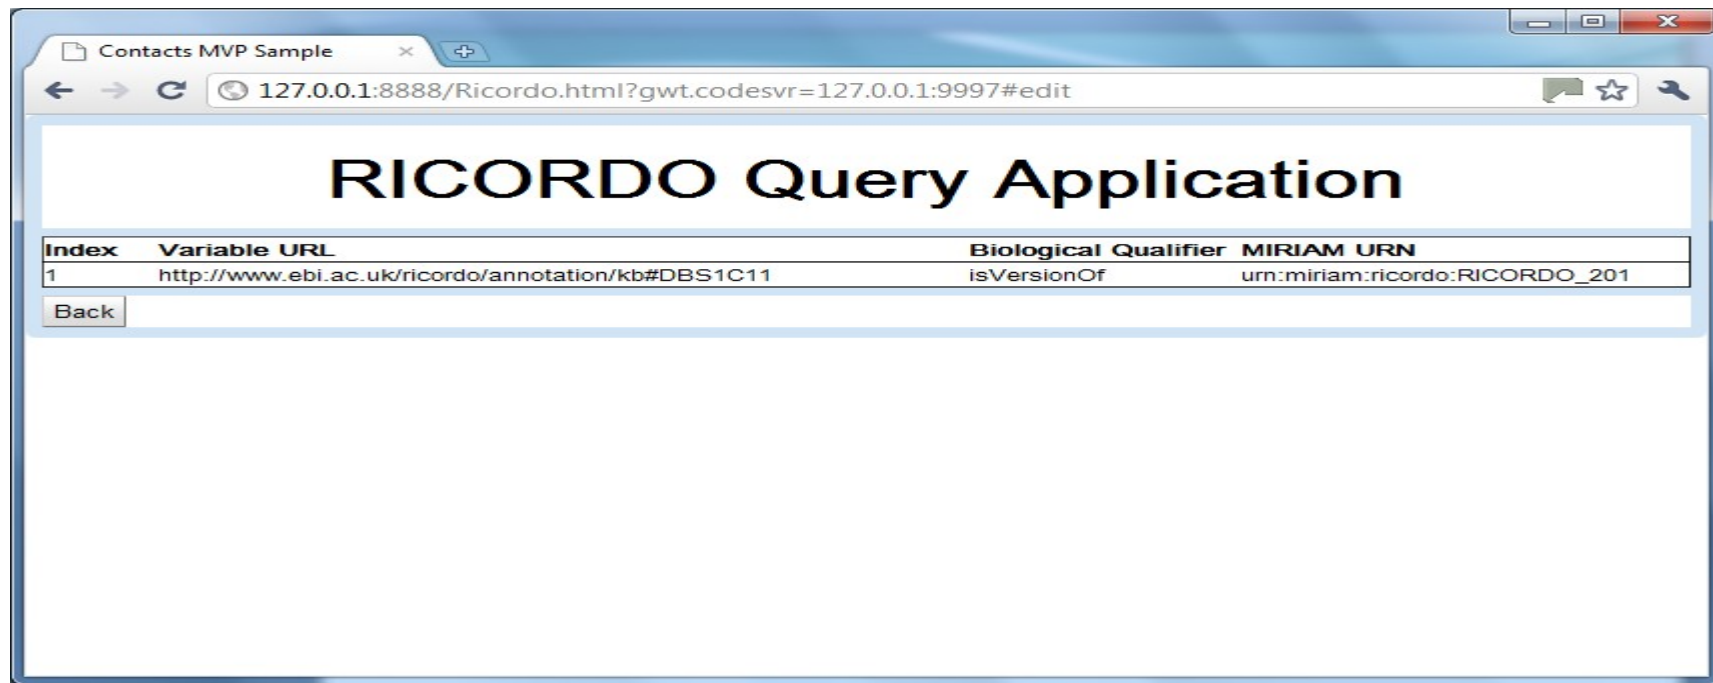 Contacts MVP Sample
127.0.0.1:8888/Ricordo.html?gwt.codesvr=127.0.0.1:9997#edit
RICORDO Query Application
Index Variable URL Biological Qualifier MIRIAM URN
1 http://www.ebi.ac.uk/ricordo/annotation/kb#DBS1C11 isVersionOf urn:miriam:ricordo:RICORDO_201
Back